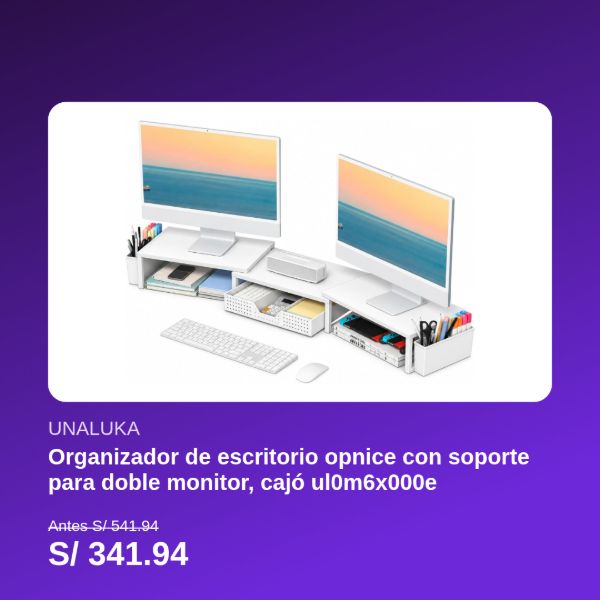 UNALUKA
Organizador de escritorio opnice con soporte
para doble monitor, cajó ul0m6x000e
Antes S/ 541.94
S/ 341.94